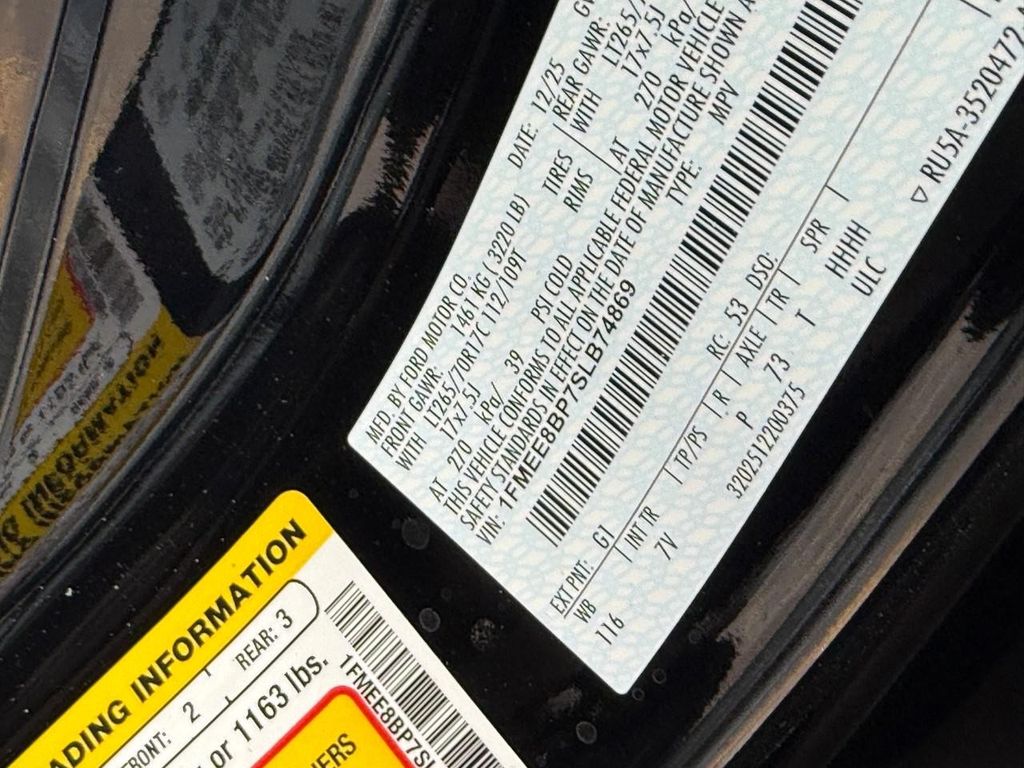 MFD. BY FORD MOTOR CO.
DATE: 12/25
FRONT GAWR: 1461 KG ( 3220 LB)
REAR GAWR:
WITH LT265/70R17C 112/109T TIRES
WITH LT265/
17x7.5J RIMS
17x7.5J
AT 270 kPa/ 39 PSI COLD
AT 270 kPa/
THIS VEHICLE CONFORMS TO ALL APPLICABLE FEDERAL MOTOR VEHICLE
SAFETY STANDARDS IN EFFECT ON THE DATE OF MANUFACTURE SHOWN A
VIN: 1FMEE8BP7SLB74869
TYPE: MPV
EXT PNT: G1 RC: 53 DSO:
WB INT TR TP/PS R AXLE TR SPR
116 7V P 73 T HHHH
3202512200375 ULC
▽ RU5A-3520472-A
ADING INFORMATION
FRONT: 2 REAR: 3
or 1163 lbs.
1FMEE8BP7S
HERS